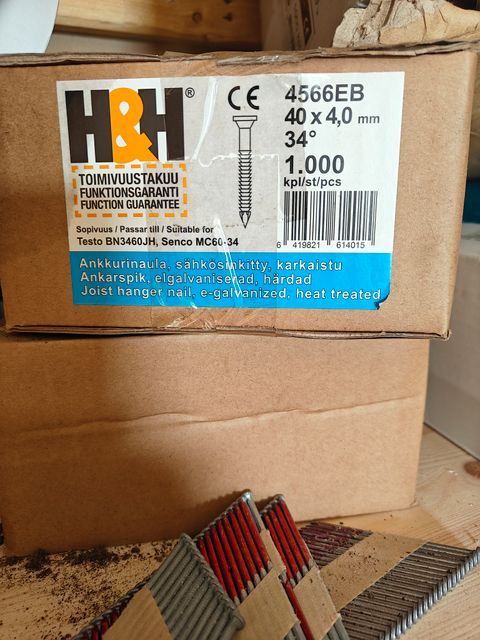 H&H®
TOIMIVUUSTAKUU
FUNKTIONSGARANTI
FUNCTION GUARANTEE
CE
4566EB
40 x 4,0 mm
34°
1.000
kpl/st/pcs
Sopivuus / Passar till / Suitable for
Testo BN3460JH, Senco MC60-34
6 419821 614015
Ankkurinaula, sähkösinkitty, karkaistu
Ankarspik, elgalvaniserad, härdad
Joist hanger nail, e-galvanized, heat treated